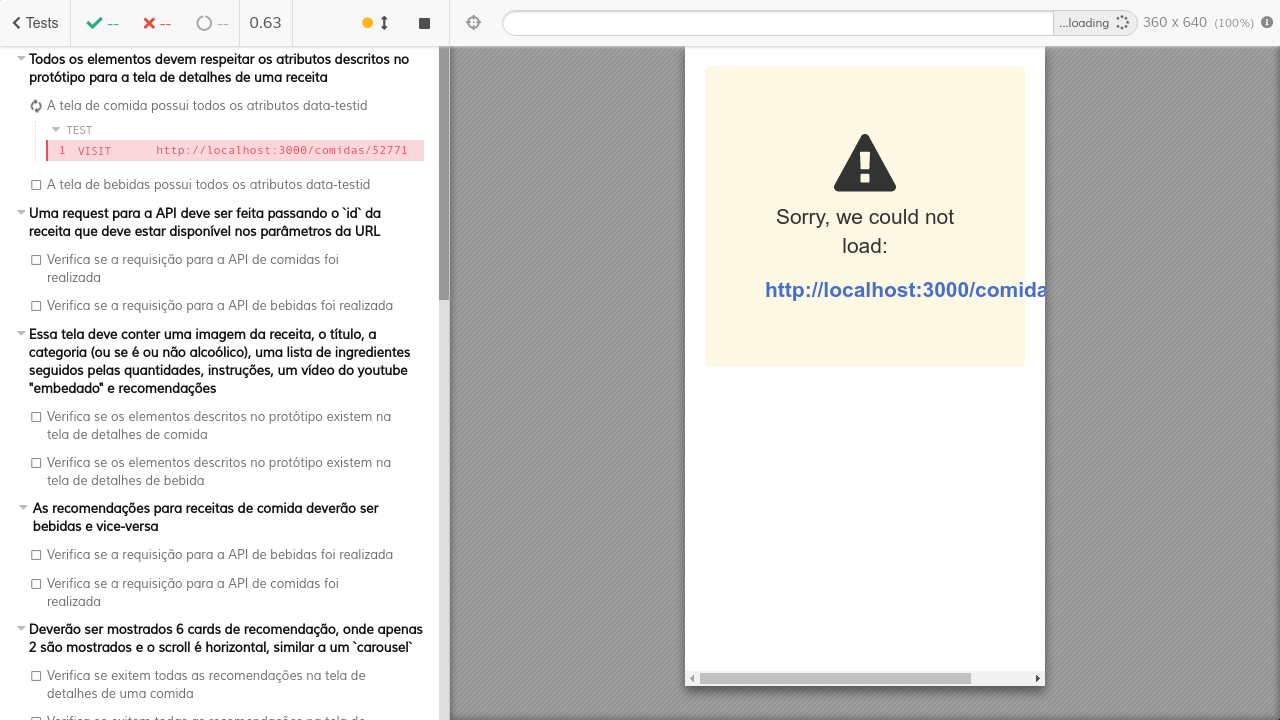 Tests
--
--
--
0.63
...loading
360 x 640 (100%)
Todos os elementos devem respeitar os atributos descritos no
protótipo para a tela de detalhes de uma receita
A tela de comida possui todos os atributos data-testid
TEST
1 VISIT http://localhost:3000/comidas/52771
A tela de bebidas possui todos os atributos data-testid
Uma request para a API deve ser feita passando o `id` da
receita que deve estar disponível nos parâmetros da URL
Verifica se a requisição para a API de comidas foi
realizada
Verifica se a requisição para a API de bebidas foi realizada
Essa tela deve conter uma imagem da receita, o título, a
categoria (ou se é ou não alcoólico), uma lista de ingredientes
seguidos pelas quantidades, instruções, um vídeo do youtube
"embedado" e recomendações
Verifica se os elementos descritos no protótipo existem na
tela de detalhes de comida
Verifica se os elementos descritos no protótipo existem na
tela de detalhes de bebida
As recomendações para receitas de comida deverão ser
bebidas e vice-versa
Verifica se a requisição para a API de bebidas foi realizada
Verifica se a requisição para a API de comidas foi
realizada
Deverão ser mostrados 6 cards de recomendação, onde apenas
2 são mostrados e o scroll é horizontal, similar a um `carousel`
Verifica se exitem todas as recomendações na tela de
detalhes de uma comida
Verifica se exitem todas as recomendações na tela de
Sorry, we could not
load:
http://localhost:3000/comida